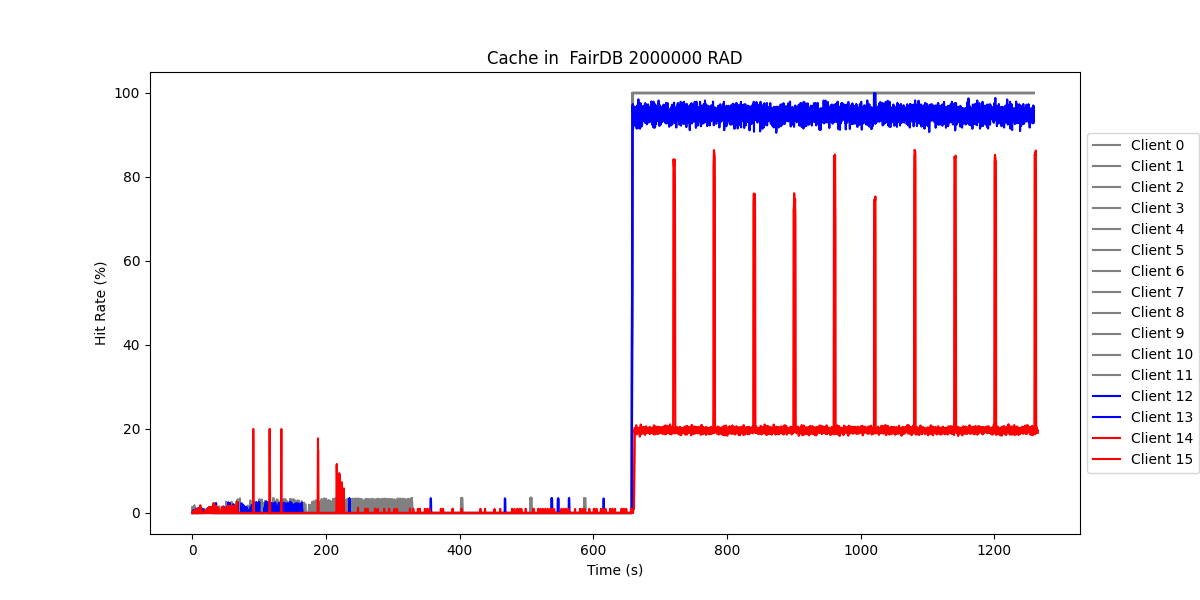 Cache in  FairDB 2000000 RAD
Hit Rate (%)
100
80
60
40
20
0
0
200
400
600
800
1000
1200
Time (s)
Client 0
Client 1
Client 2
Client 3
Client 4
Client 5
Client 6
Client 7
Client 8
Client 9
Client 10
Client 11
Client 12
Client 13
Client 14
Client 15